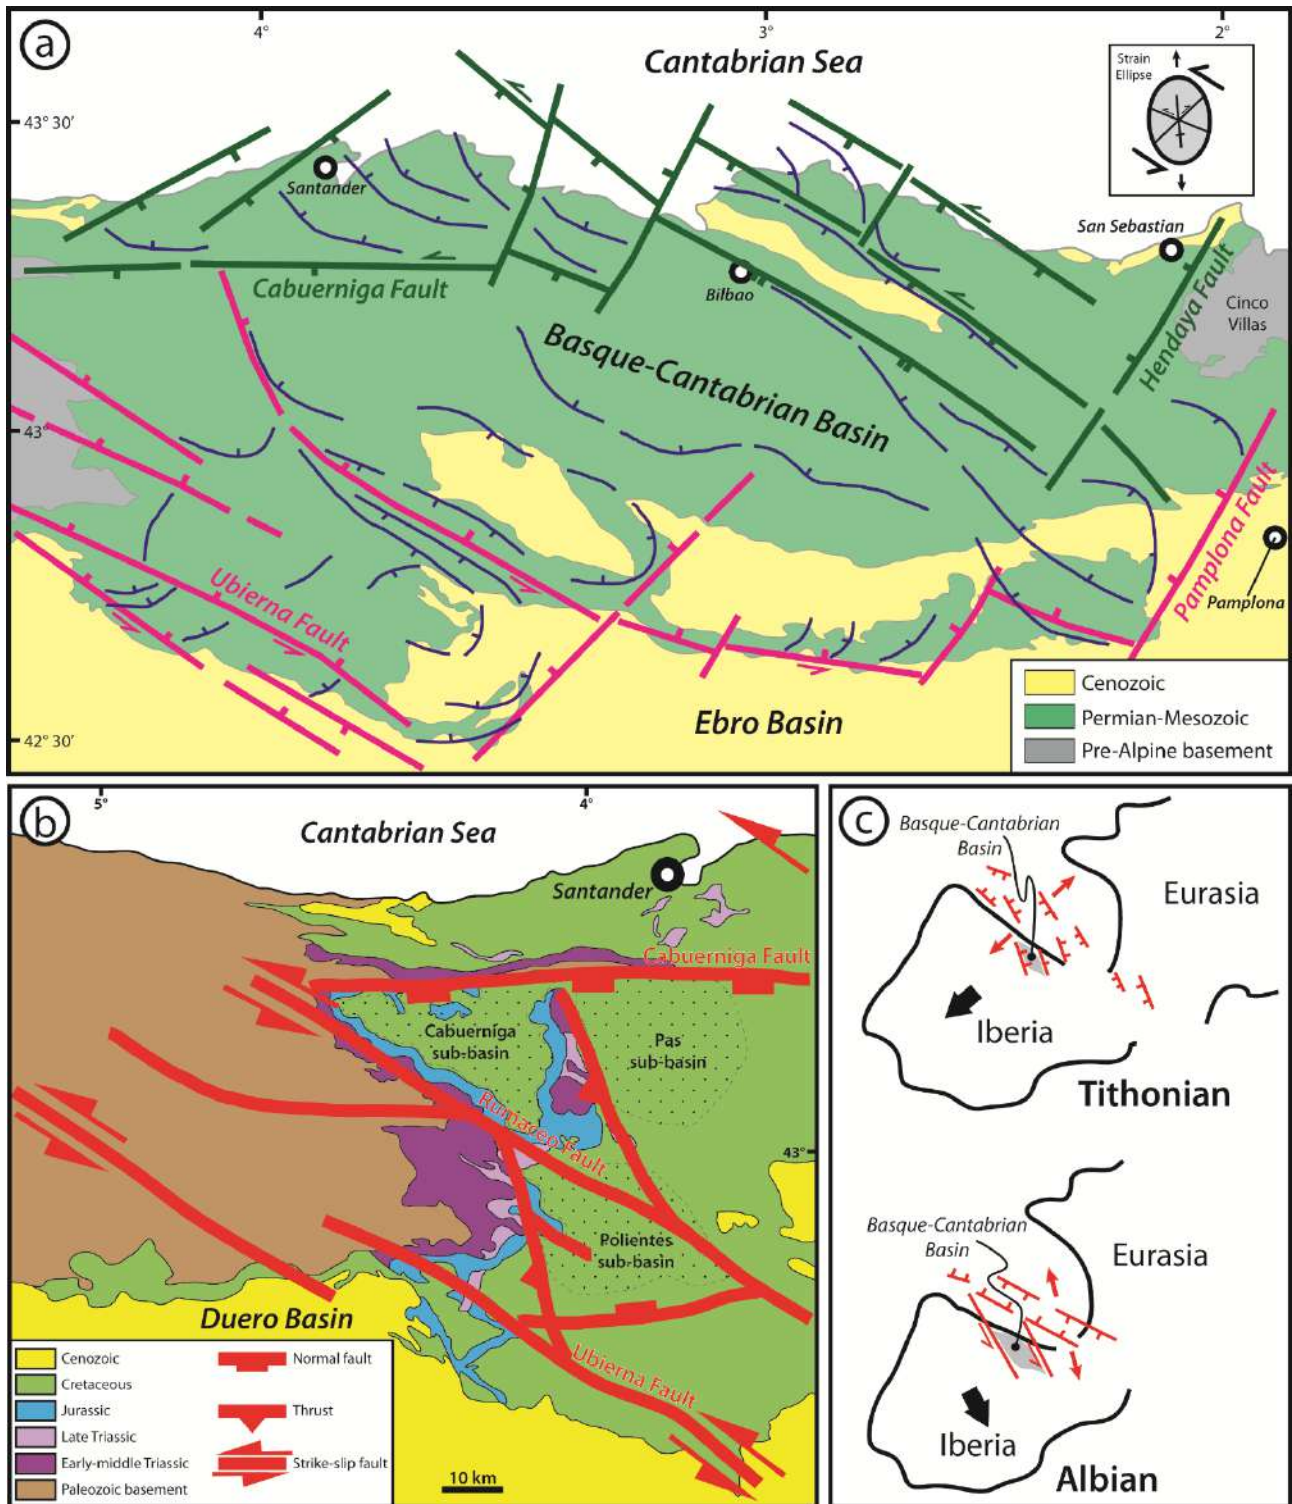 a
4°
3°
2°
Cantabrian Sea
Strain
Ellipse
43° 30'
Santander
San Sebastian
Cabuerniga Fault
Bilbao
Hendaya Fault
Cinco
Villas
Basque-Cantabrian Basin
43°
Pamplona Fault
Ubierna Fault
Pamplona
Ebro Basin
42° 30'
Cenozoic
Permian-Mesozoic
Pre-Alpine basement
b
5°
4°
Cantabrian Sea
Santander
Cabuerniga Fault
Cabuerníga
sub-basin
Pas
sub-basin
Rumaceo Fault
43°
Polientes
sub-basin
Duero Basin
Ubierna Fault
Cenozoic
Cretaceous
Jurassic
Late Triassic
Early-middle Triassic
Paleozoic basement
Normal fault
Thrust
Strike-slip fault
10 km
c
Basque-Cantabrian
Basin
Eurasia
Iberia
Tithonian
Basque-Cantabrian
Basin
Eurasia
Iberia
Albian